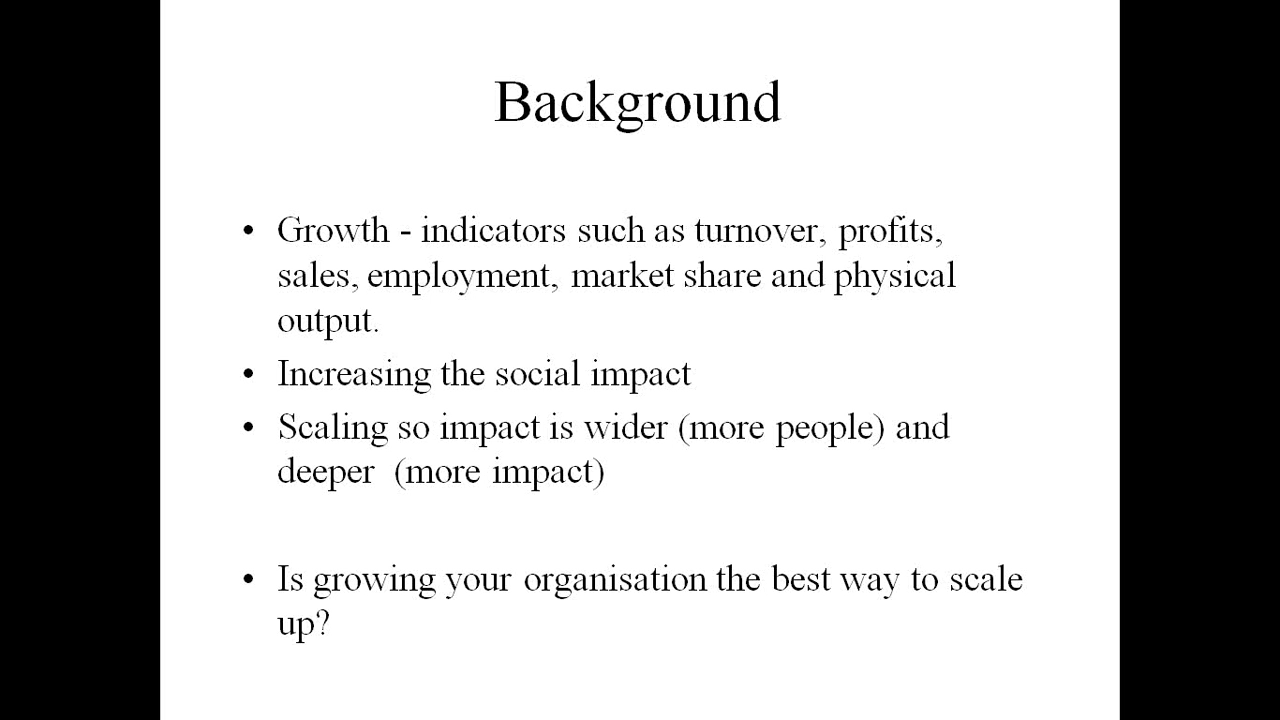 Background
• Growth - indicators such as turnover, profits,
sales, employment, market share and physical
output.
• Increasing the social impact
• Scaling so impact is wider (more people) and
deeper  (more impact)
• Is growing your organisation the best way to scale
up?